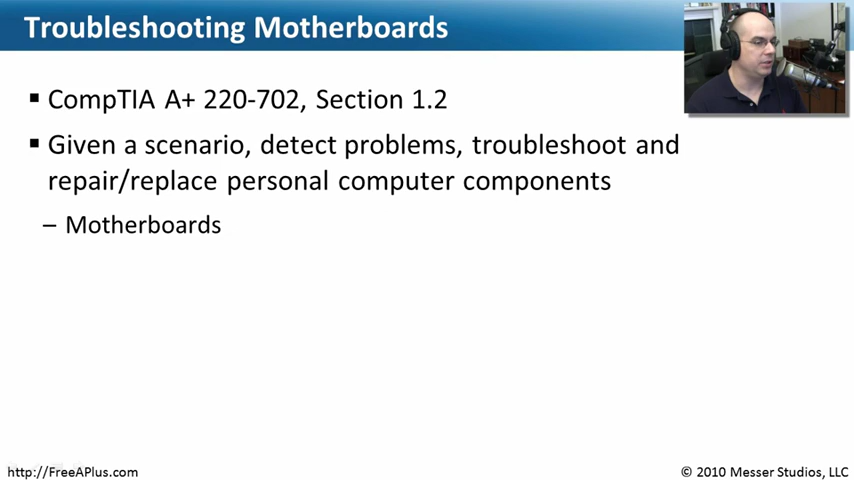 Troubleshooting Motherboards
▪ CompTIA A+ 220-702, Section 1.2
▪ Given a scenario, detect problems, troubleshoot and
repair/replace personal computer components
– Motherboards
http://FreeAPlus.com
© 2010 Messer Studios, LLC